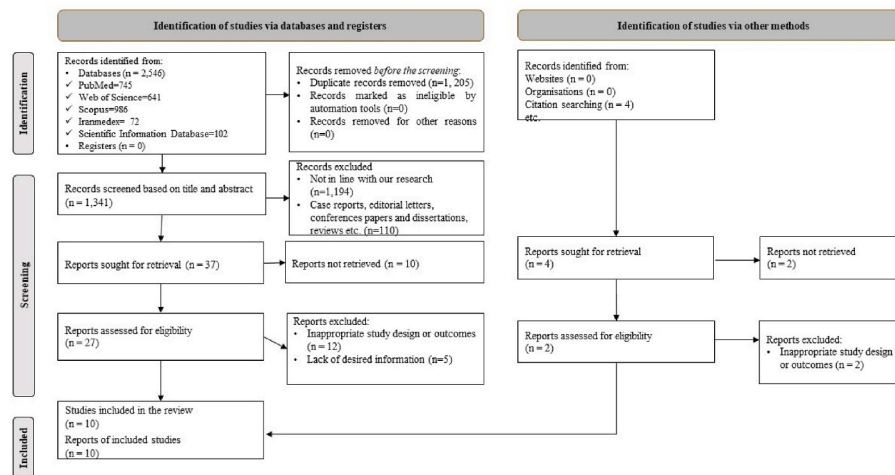 Identification of studies via databases and registers
Identification of studies via other methods
Identification
Records identified from:
• Databases (n = 2,546)
✓ PubMed=745
✓ Web of Science=641
✓ Scopus=986
✓ Iranmedex= 72
✓ Scientific Information Database=102
• Registers (n = 0)
Records removed before the screening:
• Duplicate records removed (n=1, 205)
• Records marked as ineligible by
automation tools (n=0)
• Records removed for other reasons
(n=0)
Records identified from:
Websites (n = 0)
Organisations (n = 0)
Citation searching (n = 4)
etc.
Screening
Records screened based on title and abstract
(n = 1,341)
Records excluded
• Not in line with our research
(n=1,194)
• Case reports, editorial letters,
conferences papers and dissertations,
reviews etc. (n=110)
Reports sought for retrieval (n = 37)
Reports not retrieved (n = 10)
Reports sought for retrieval
(n = 4)
Reports not retrieved
(n = 2)
Reports assessed for eligibility
(n = 27)
Reports excluded:
• Inappropriate study design or outcomes
(n = 12)
• Lack of desired information (n=5)
Reports assessed for eligibility
(n = 2)
Reports excluded:
• Inappropriate study design
or outcomes (n = 2)
Included
Studies included in the review
(n = 10)
Reports of included studies
(n = 10)